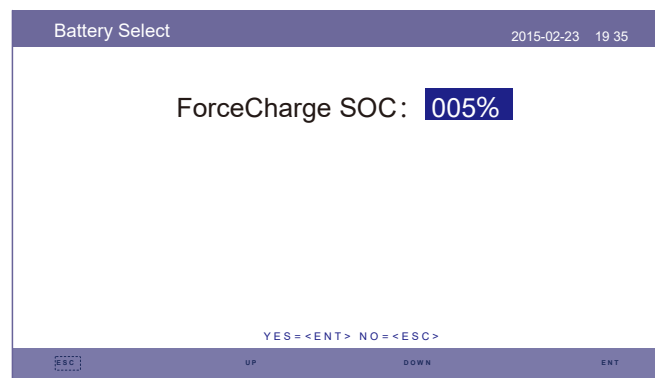 Battery Select 2015-02-23 19 35
ForceCharge SOC： 005%
YES=<ENT> NO=<ESC>
ESC UP DOWN ENT